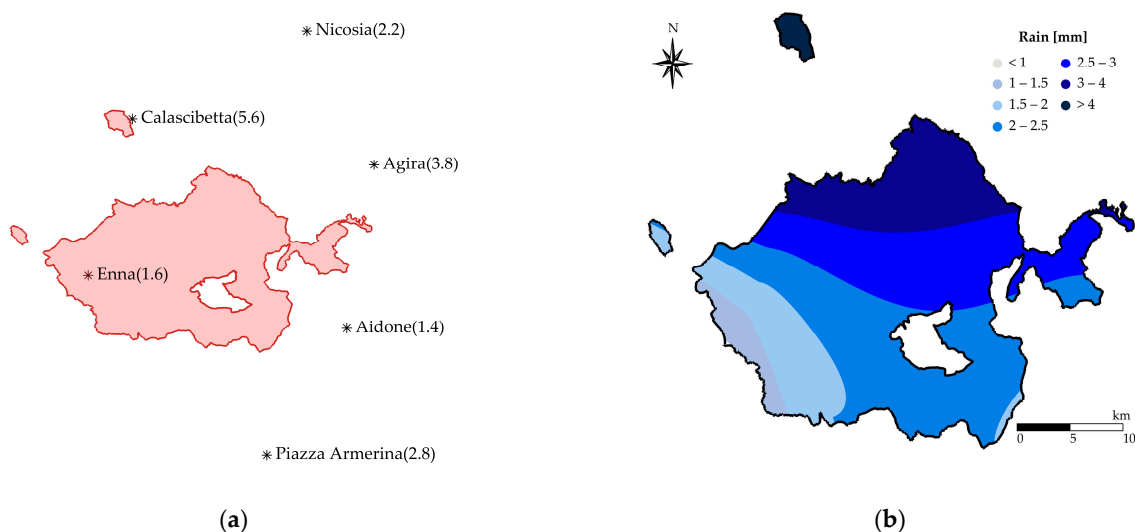 Nicosia(2.2)
Calascibetta(5.6)
Agira(3.8)
Enna(1.6)
Aidone(1.4)
Piazza Armerina(2.8)
(a)
N
Rain [mm]
< 1
1 – 1.5
1.5 – 2
2 – 2.5
2.5 – 3
3 – 4
> 4
km
0 5 10
(b)